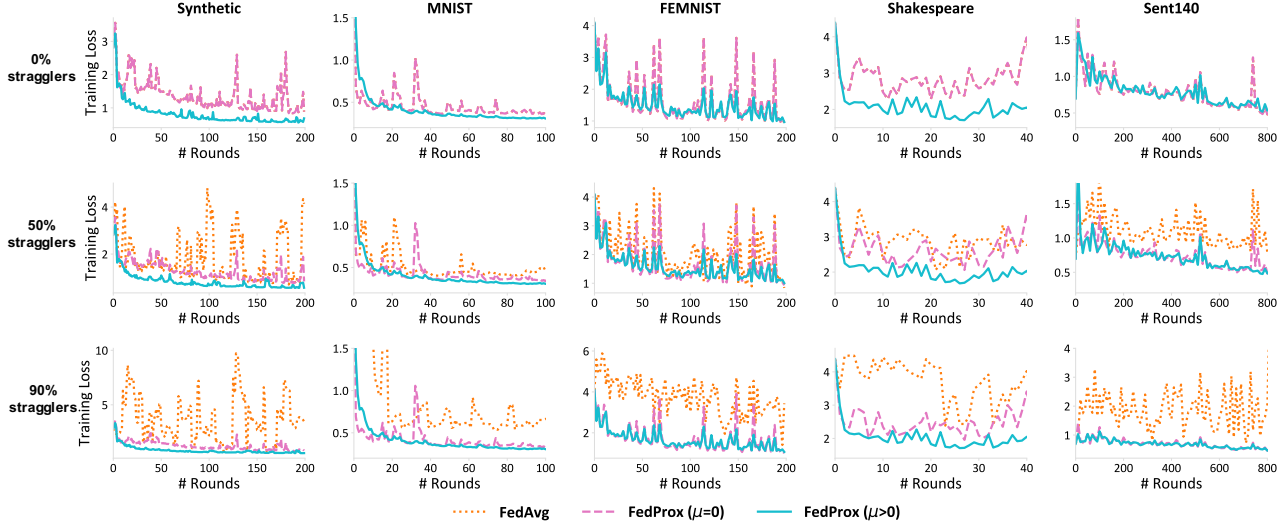 Synthetic MNIST FEMNIST Shakespeare Sent140
0%
stragglers
Training Loss
3
2
1
0 50 100 150 200
# Rounds
1.5
1.0
0.5
0 20 40 60 80 100
# Rounds
4
3
2
1
0 50 100 150 200
# Rounds
4
3
2
0 10 20 30 40
# Rounds
1.5
1.0
0.5
0 200 400 600 800
# Rounds
50%
stragglers
Training Loss
4
2
0 50 100 150 200
# Rounds
1.5
1.0
0.5
0 20 40 60 80 100
# Rounds
4
3
2
1
0 50 100 150 200
# Rounds
4
3
2
0 10 20 30 40
# Rounds
1.5
1.0
0.5
0 200 400 600 800
# Rounds
90%
stragglers
Training Loss
10
5
0 50 100 150 200
# Rounds
1.5
1.0
0.5
0 20 40 60 80 100
# Rounds
6
4
2
0 50 100 150 200
# Rounds
4
3
2
0 10 20 30 40
# Rounds
4
3
2
1
0 200 400 600 800
# Rounds
FedAvg FedProx (μ=0) FedProx (μ>0)